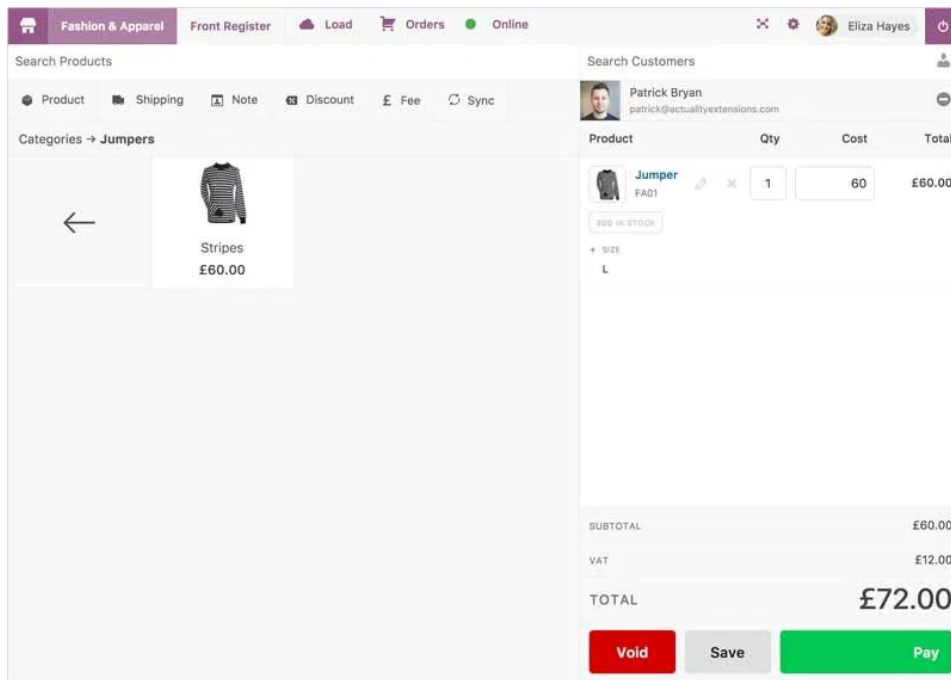 Fashion & Apparel Front Register Load Orders Online Eliza Hayes
Search Products
Search Customers
Product Shipping Note Discount £ Fee Sync
Patrick Bryan
patrick@actualityextensions.com
Categories → Jumpers
Product Qty Cost Total
Stripes
£60.00
Jumper 1 60 £60.00
FA01
200 IN STOCK
+ SIZE
L
SUBTOTAL £60.00
VAT £12.00
TOTAL £72.00
Void Save Pay